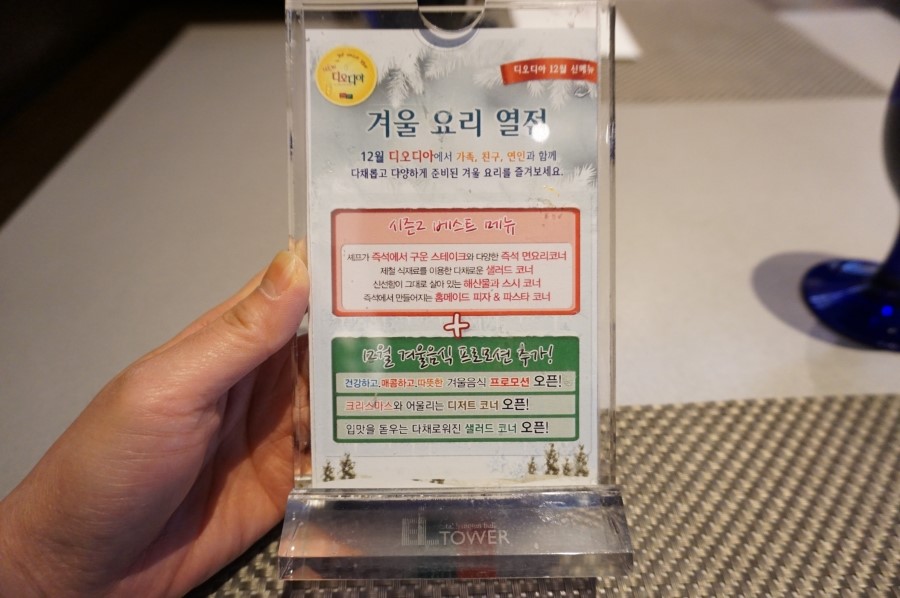 디오디아
디오디아 12월 신메뉴
겨울 요리 열전
12월 디오디아에서 가족, 친구, 연인과 함께
다채롭고 다양하게 준비된 겨울 요리를 즐겨보세요.
시즌2 베스트 메뉴
셰프가 즉석에서 구운 스테이크와 다양한 즉석 면요리코너
제철 식재료를 이용한 다채로운 샐러드 코너
신선함이 그대로 살아 있는 해산물과 스시 코너
즉석에서 만들어지는 홈메이드 피자 & 파스타 코너
+
12월 겨울음식 프로모션 추가!
건강하고,매콤하고,따뜻한 겨울음식 프로모션 오픈!
크리스마스와 어울리는 디저트 코너 오픈!
입맛을 돋우는 다채로워진 샐러드 코너 오픈!
TOWER